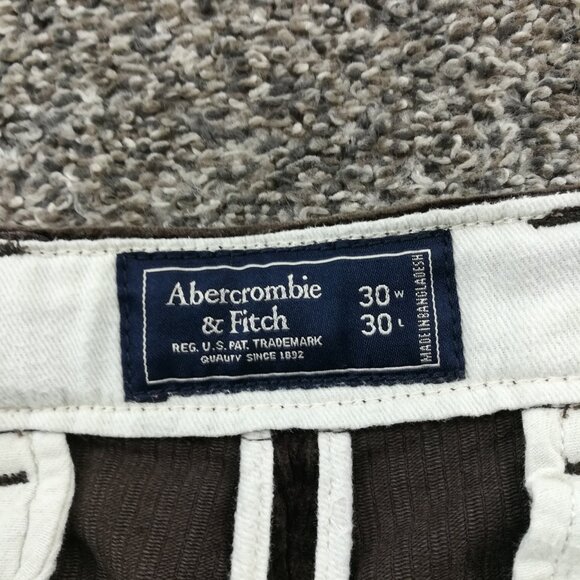 Abercrombie
& Fitch
REG. U.S. PAT. TRADEMARK
QUALITY SINCE 1892
30 W
30 L
MADE IN BANGLADESH